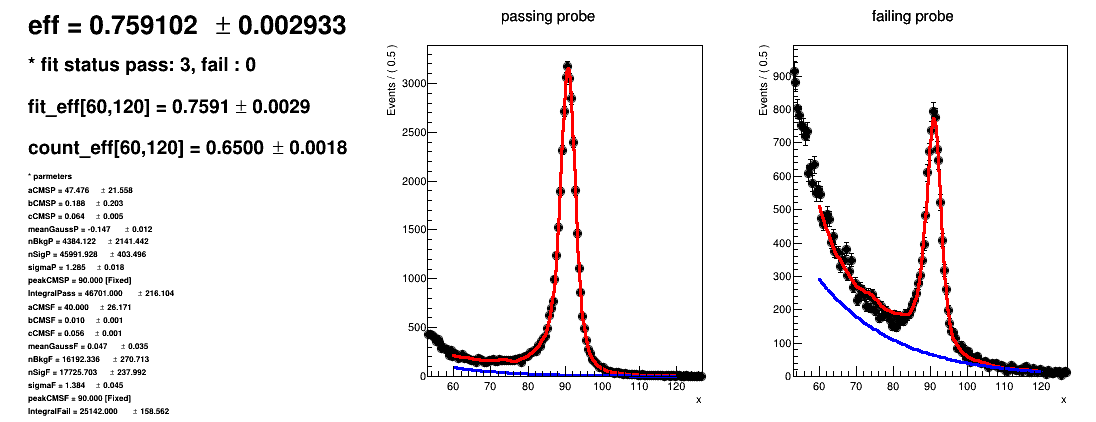 eff = 0.759102 ± 0.002933
* fit status pass: 3, fail : 0
fit_eff[60,120] = 0.7591 ± 0.0029
count_eff[60,120] = 0.6500 ± 0.0018
* parmeters
aCMSP = 47.476 ± 21.558
bCMSP = 0.188 ± 0.203
cCMSP = 0.064 ± 0.005
meanGaussP = -0.147 ± 0.012
nBkgP = 4384.122 ± 2141.442
nSigP = 45991.928 ± 403.496
sigmaP = 1.285 ± 0.018
peakCMSP = 90.000 [Fixed]
IntegralPass = 46701.000 ± 216.104
aCMSF = 40.000 ± 26.171
bCMSF = 0.010 ± 0.001
cCMSF = 0.056 ± 0.001
meanGaussF = 0.047 ± 0.035
nBkgF = 16192.336 ± 270.713
nSigF = 17725.703 ± 237.992
sigmaF = 1.384 ± 0.045
peakCMSF = 90.000 [Fixed]
IntegralFail = 25142.000 ± 158.562
passing probe
Events / ( 0.5 )
3000
2500
2000
1500
1000
500
0
60 70 80 90 100 110 120
x
failing probe
Events / ( 0.5 )
900
800
700
600
500
400
300
200
100
0
60 70 80 90 100 110 120
x